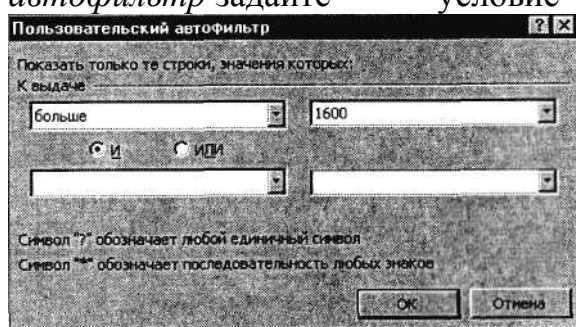 автофильтр задайте условие
Пользовательский автофильтр
Показать только те строки, значения которых:
К выдаче
больше 1600
И ИЛИ
Символ "?" обозначает любой единичный символ
Символ "*" обозначает последовательность любых знаков
ОК Отмена